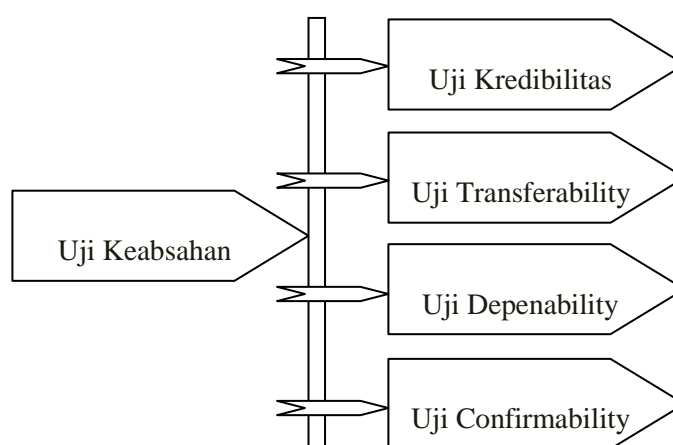 Uji Kredibilitas
Uji Transferability
Uji Keabsahan
Uji Depenability
Uji Confirmability